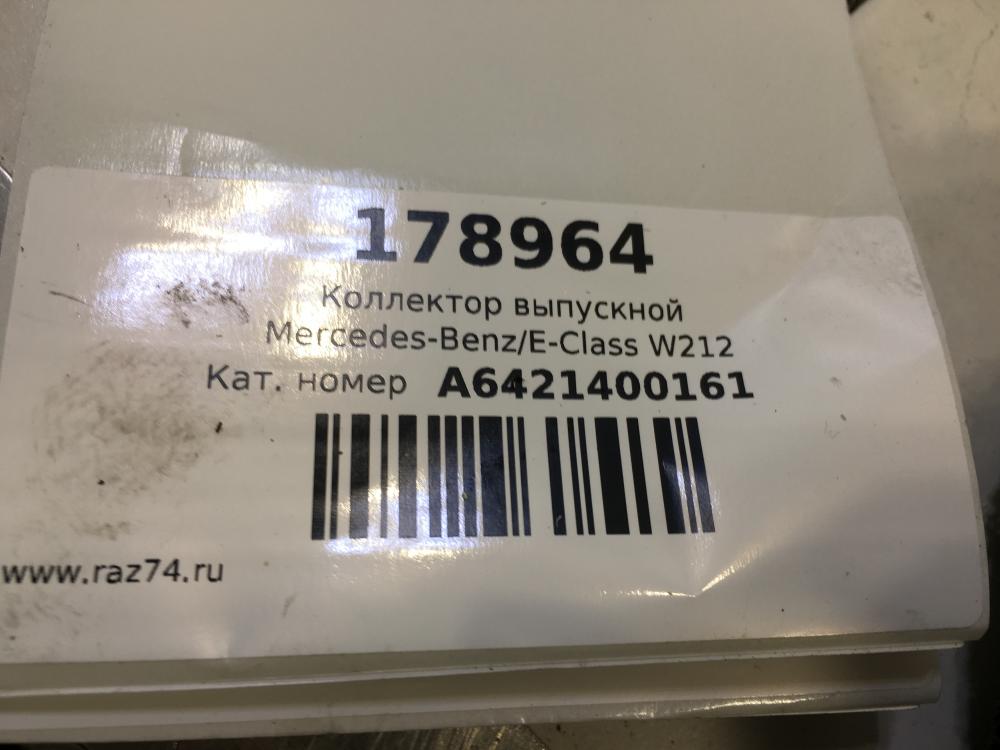 178964
Коллектор выпускной
Mercedes-Benz/E-Class W212
Кат. номер A6421400161
www.raz74.ru